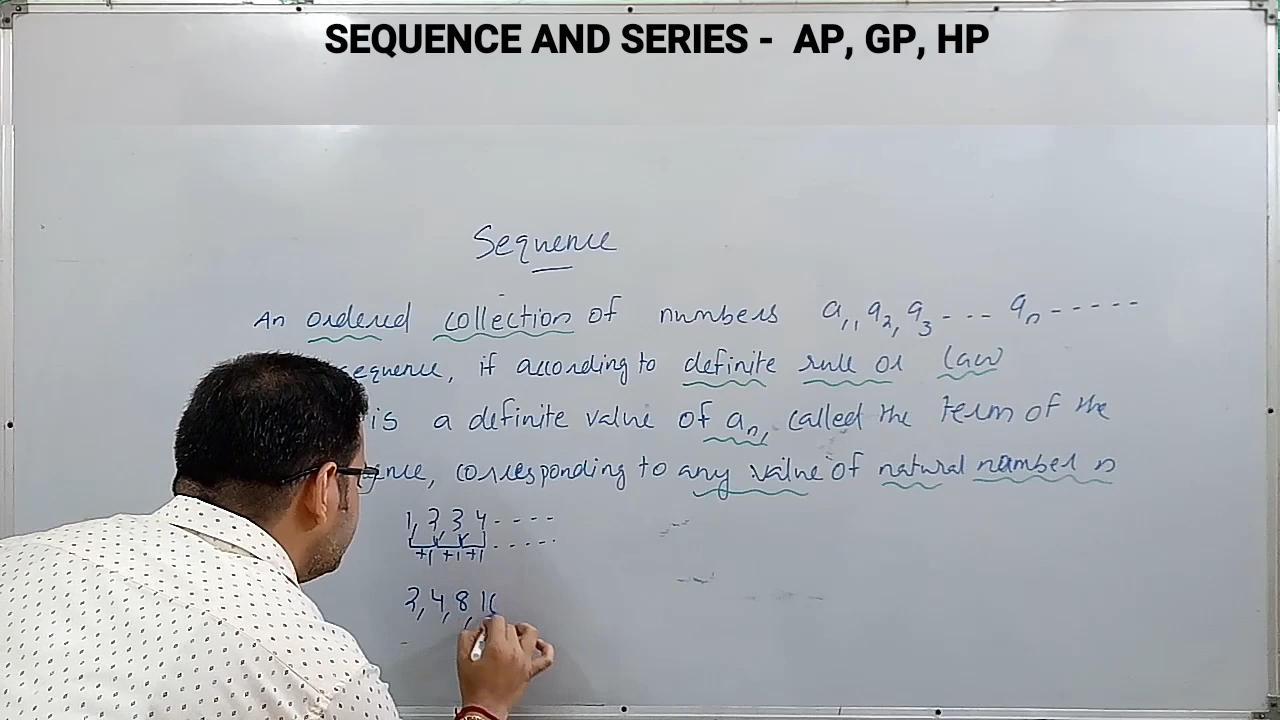 SEQUENCE AND SERIES - AP, GP, HP
Sequence
An ordered collection of numbers a1, a2, a3 - - - an - - - - -
sequence, if according to definite rule or law
is a definite value of an, called the term of the
ence, corresponding to any value of natural number n
1, 2, 3, 4 - - - -
+1 +1 +1 - - - - -
2, 4, 8, 16